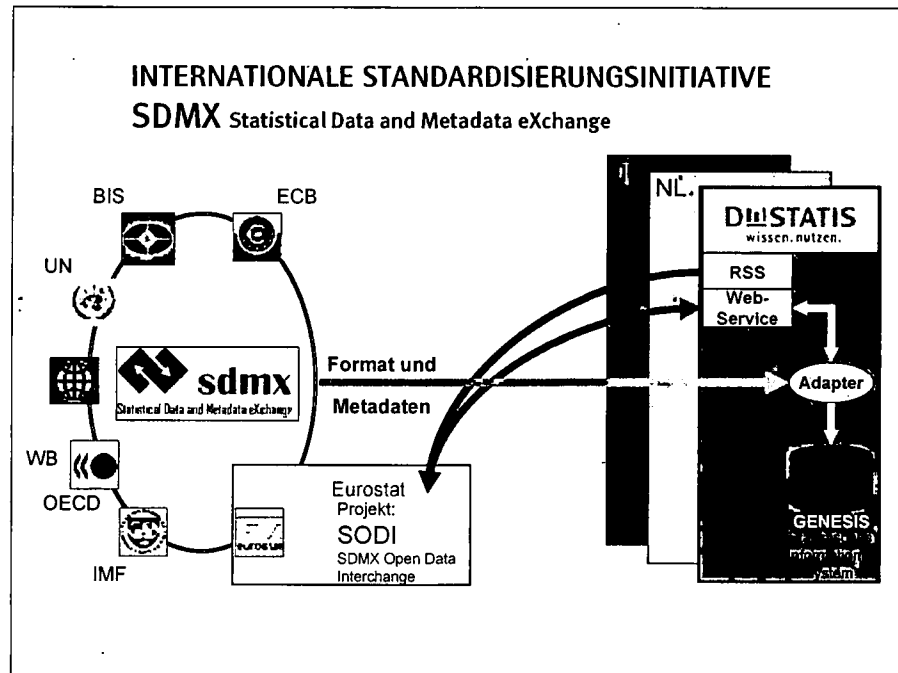 INTERNATIONALE STANDARDISIERUNGSINITIATIVE
SDMX Statistical Data and Metadata eXchange
BIS
ECB
UN
WB
OECD
IMF
sdmx
Statistical Data and Metadata eXchange
Format und
Metadaten
Eurostat
Projekt:
SODI
SDMX Open Data
Interchange
NL.
STATIS
wissen.nutzen.
RSS
Web-
Service
Adapter
GENESIS